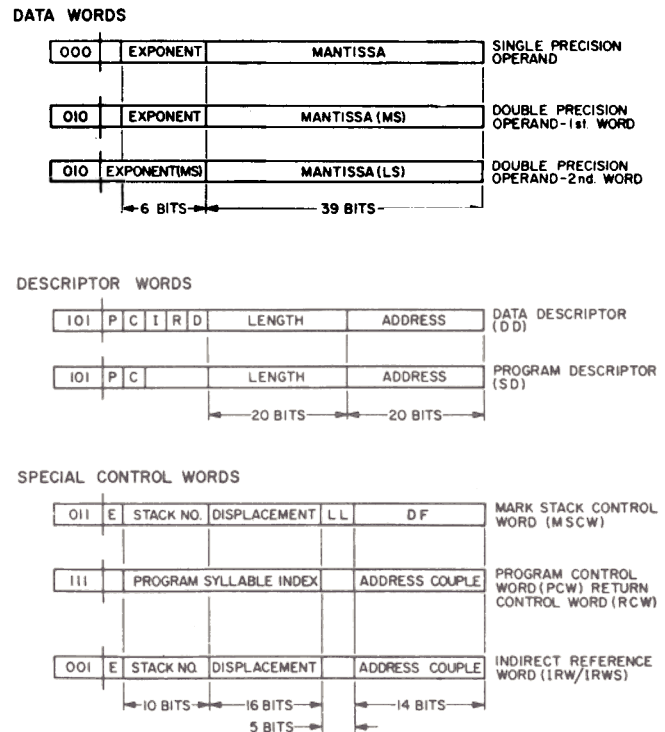 DATA WORDS
000 EXPONENT MANTISSA SINGLE PRECISION
OPERAND
010 EXPONENT MANTISSA (MS) DOUBLE PRECISION
OPERAND-1st. WORD
010 EXPONENT(MS) MANTISSA (LS) DOUBLE PRECISION
OPERAND-2nd. WORD
6 BITS 39 BITS
DESCRIPTOR WORDS
101 P C I R D LENGTH ADDRESS DATA DESCRIPTOR
(DD)
101 P C LENGTH ADDRESS PROGRAM DESCRIPTOR
(SD)
20 BITS 20 BITS
SPECIAL CONTROL WORDS
011 E STACK NO. DISPLACEMENT LL DF MARK STACK CONTROL
WORD (MSCW)
111 PROGRAM SYLLABLE INDEX ADDRESS COUPLE PROGRAM CONTROL
WORD (PCW) RETURN
CONTROL WORD (RCW)
001 E STACK NO. DISPLACEMENT ADDRESS COUPLE INDIRECT REFERENCE
WORD (IRW/IRWS)
10 BITS 16 BITS 14 BITS
5 BITS